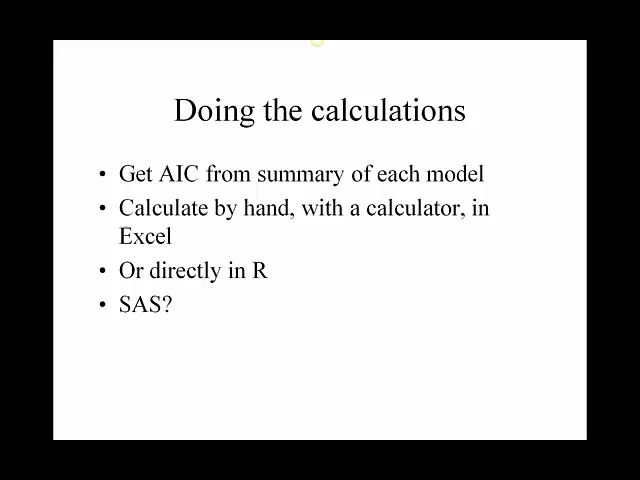 Doing the calculations
• Get AIC from summary of each model
• Calculate by hand, with a calculator, in
Excel
• Or directly in R
• SAS?